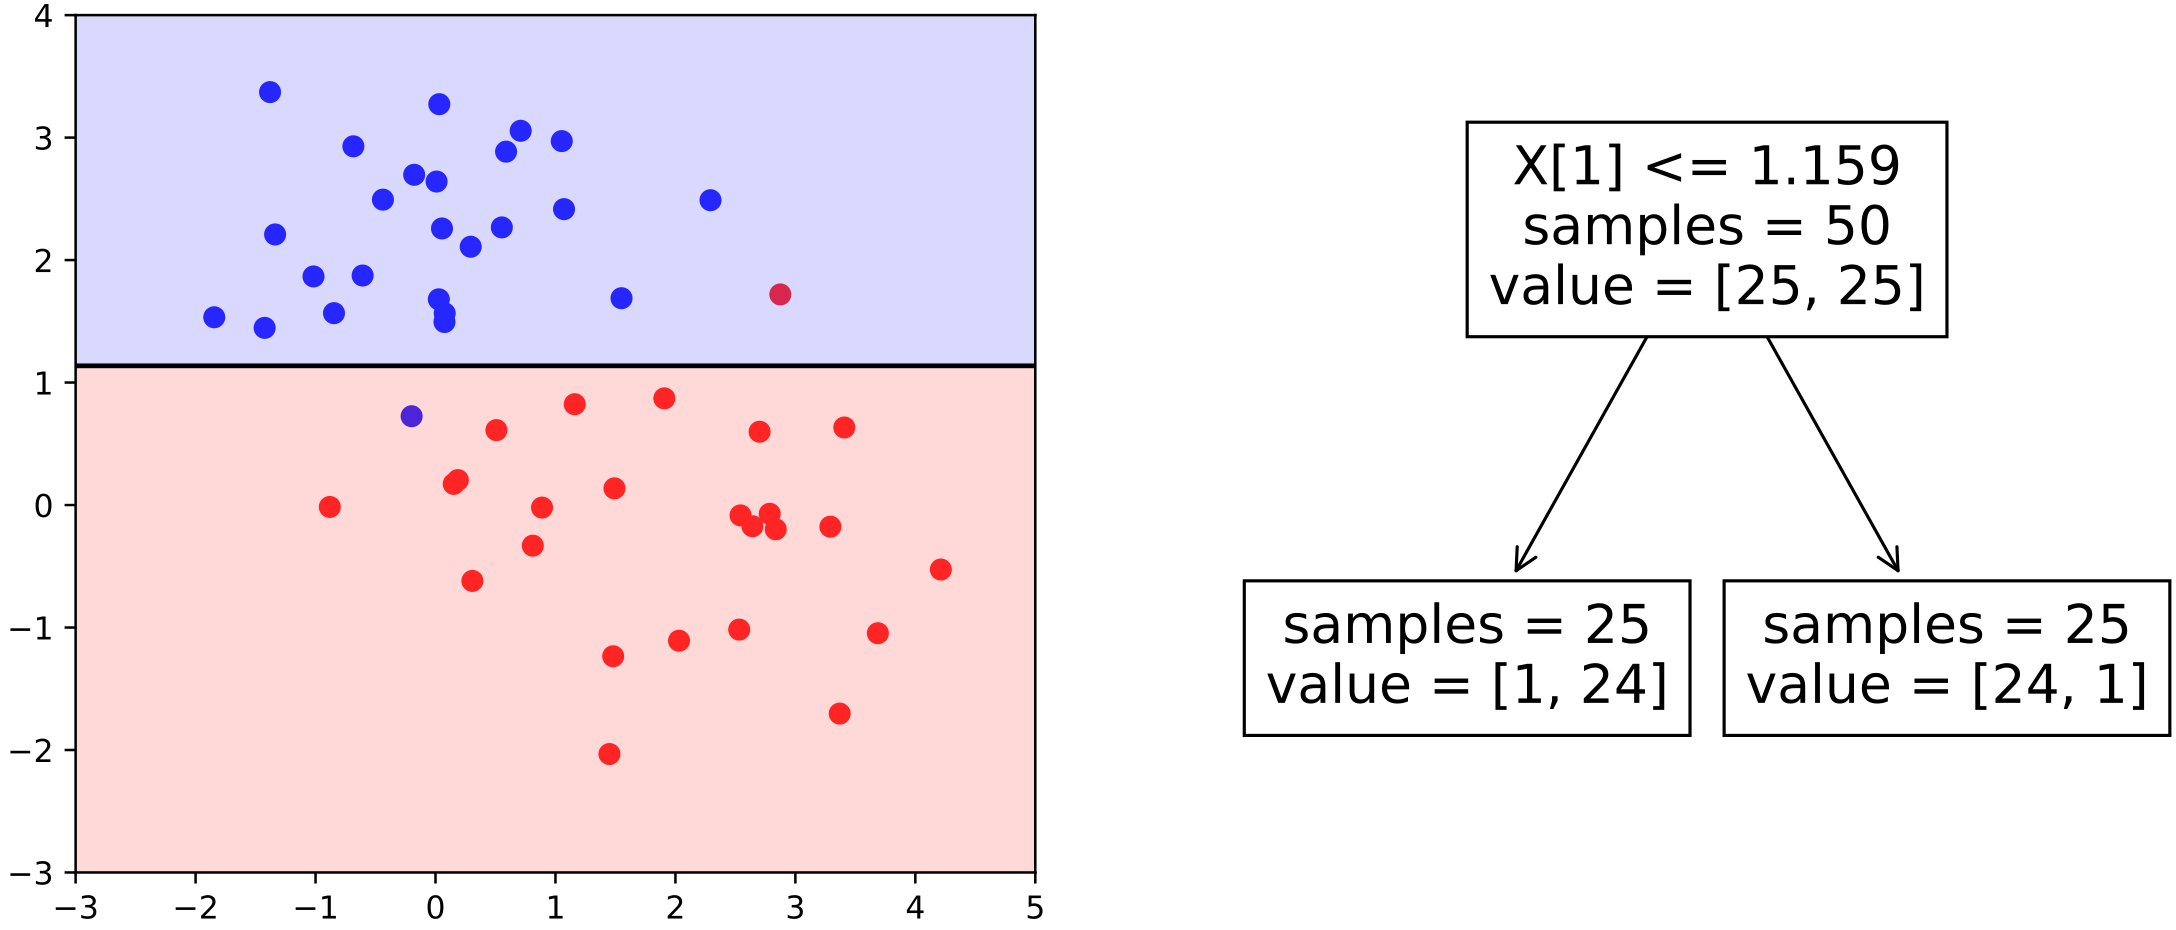 4
3
2
1
0
−1
−2
−3
−3 −2 −1 0 1 2 3 4 5
X[1] <= 1.159
samples = 50
value = [25, 25]
samples = 25
value = [1, 24]
samples = 25
value = [24, 1]